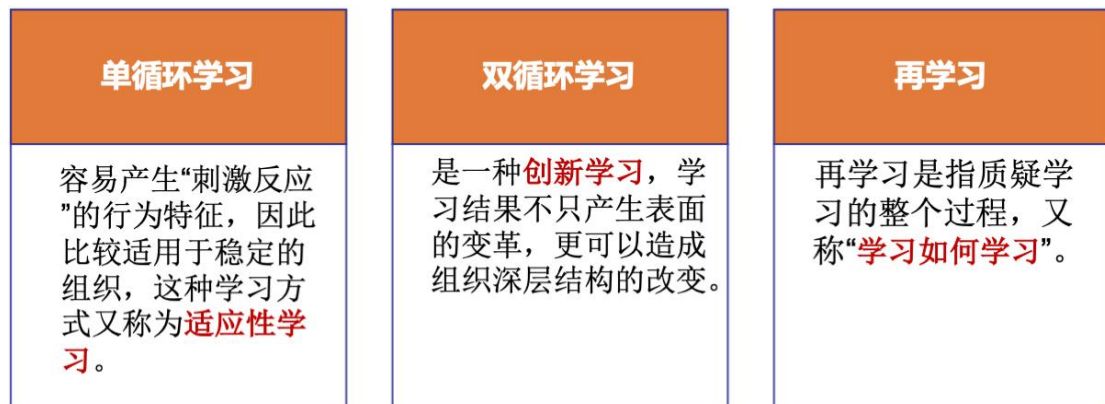 单循环学习
容易产生“刺激反应
”的行为特征，因此
比较适用于稳定的
组织，这种学习方
式又称为适应性学
习。
双循环学习
是一种创新学习，学
习结果不只产生表面
的变革，更可以造成
组织深层结构的改变。
再学习
再学习是指质疑学
习的整个过程，又
称“学习如何学习”。